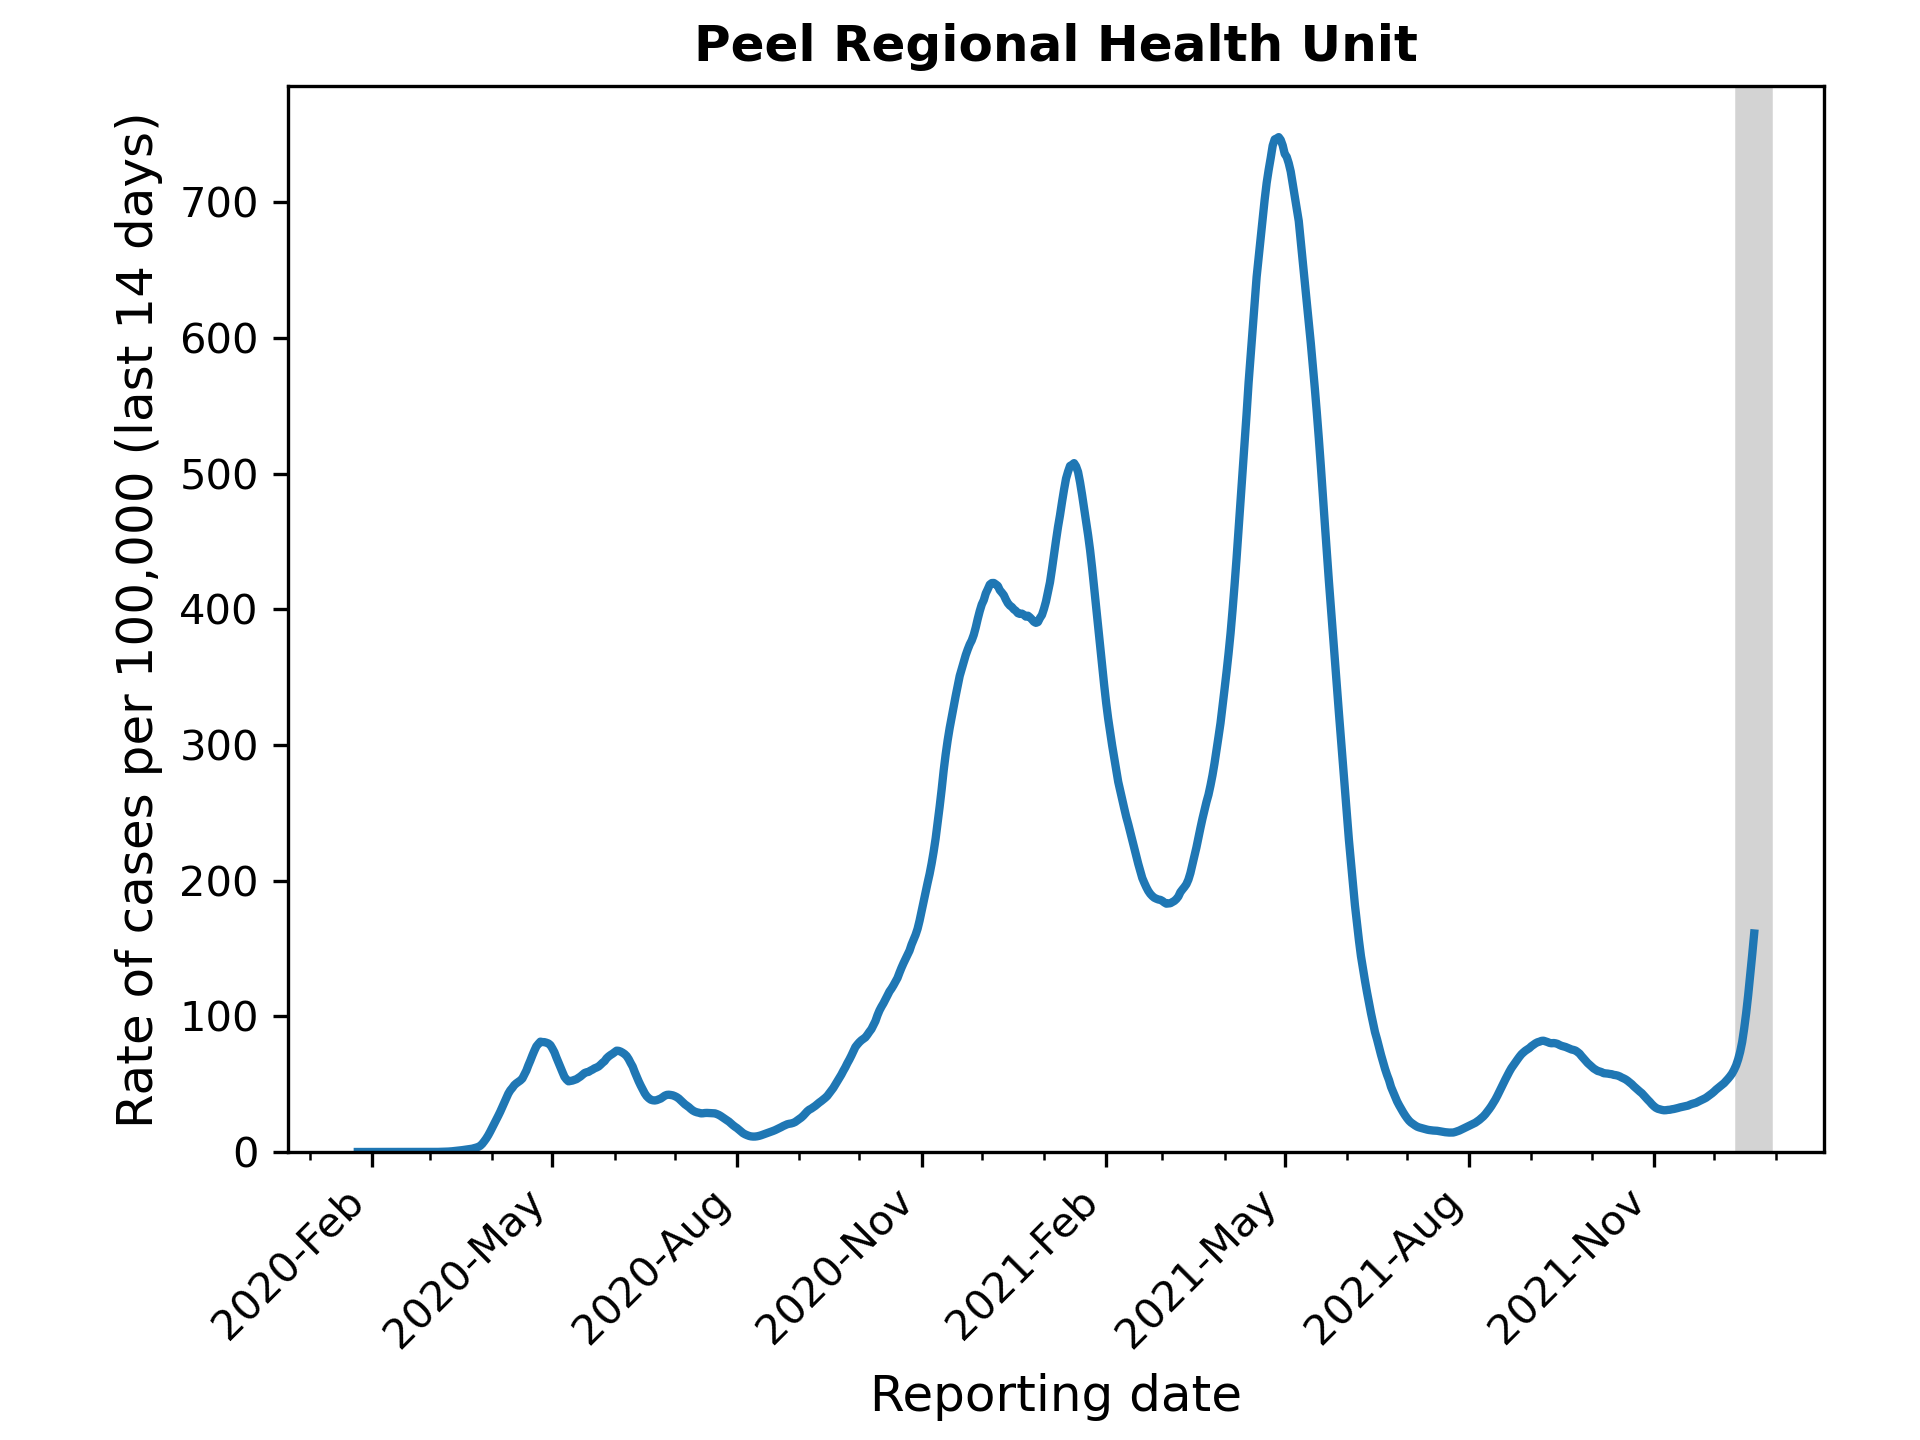 Peel Regional Health Unit
Rate of cases per 100,000 (last 14 days)
700
600
500
400
300
200
100
0
2020-Feb
2020-May
2020-Aug
2020-Nov
2021-Feb
2021-May
2021-Aug
2021-Nov
Reporting date